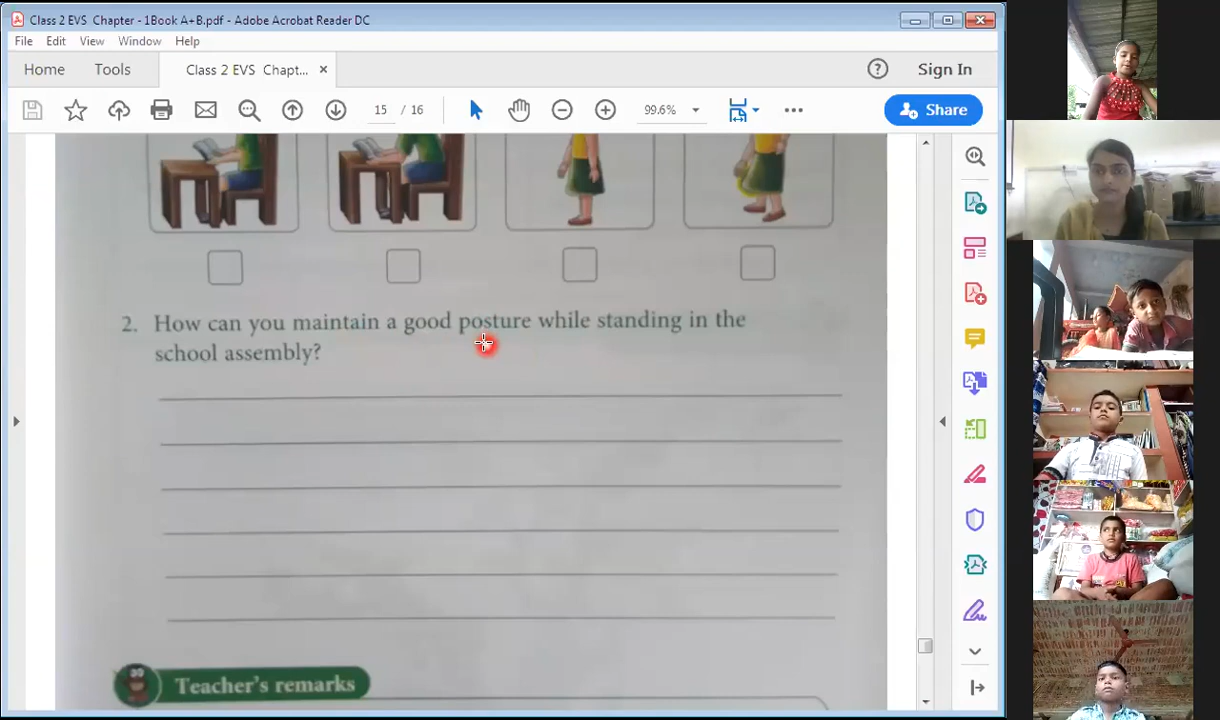 Class 2 EVS Chapter - 1Book A+B.pdf - Adobe Acrobat Reader DC
File Edit View Window Help
Home Tools Class 2 EVS Chapt... × ? Sign In
15 / 16 99.6% Share
2. How can you maintain a good posture while standing in the
school assembly?
Teacher's remarks